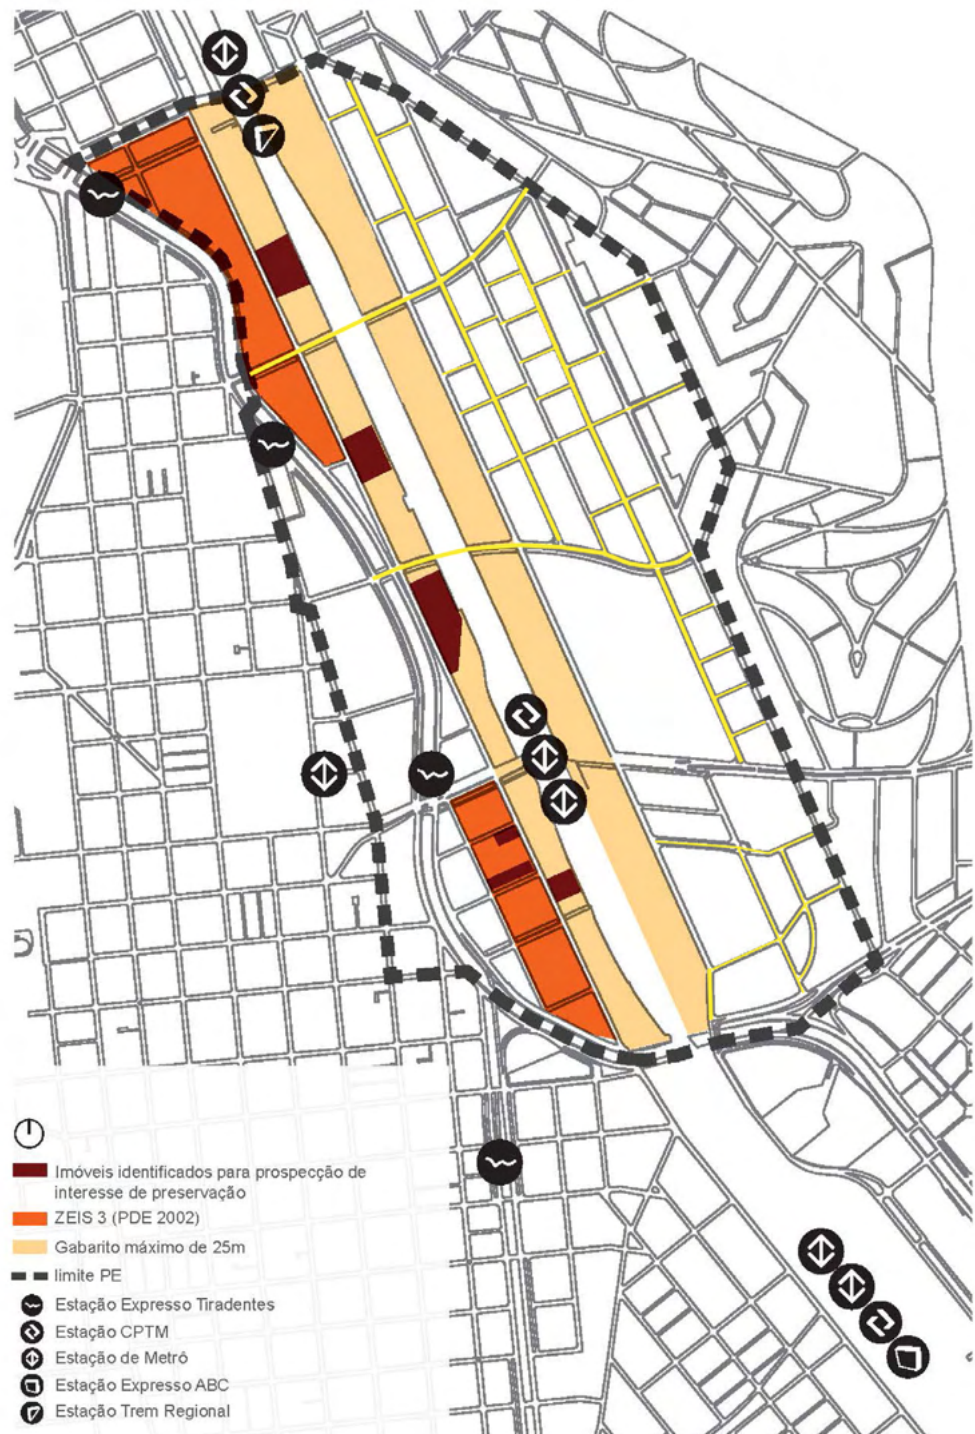 Imóveis identificados para prospecção de
interesse de preservação
ZEIS 3 (PDE 2002)
Gabarito máximo de 25m
limite PE
Estação Expresso Tiradentes
Estação CPTM
Estação de Metrô
Estação Expresso ABC
Estação Trem Regional